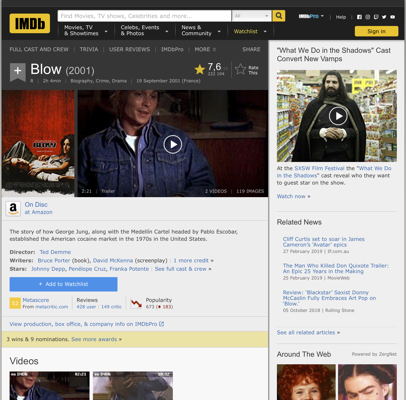 IMDb
Find Movies, TV shows, Celebrities and more...
All
IMDbPro
Help
Movies, TV & Showtimes
Celebs, Events & Photos
News & Community
Watchlist
Sign in
FULL CAST AND CREW | TRIVIA | USER REVIEWS | IMDbPro | MORE
SHARE
Blow (2001)
7,6
Rate This
2h 4min | Biography, Crime, Drama | 19 September 2001 (France)
BLOW
2:21 | Trailer
2 VIDEOS | 119 IMAGES
On Disc
at Amazon
The story of how George Jung, along with the Medellín Cartel headed by Pablo Escobar,
established the American cocaine market in the 1970s in the United States.
Director: Ted Demme
Writers: Bruce Porter (book), David McKenna (screenplay) | 1 more credit »
Stars: Johnny Depp, Penélope Cruz, Franka Potente | See full cast & crew »
+ Add to Watchlist
Metascore
From metacritic.com
Reviews
428 user | 149 critic
Popularity
673
View production, box office, & company info on IMDbPro
3 wins & 9 nominations. See more awards »
Videos
"What We Do in the Shadows" Cast
Convert New Vamps
At the SXSW Film Festival the "What We Do
in the Shadows" cast reveal who they want
to guest star on the show.
Watch now »
Related News
Cliff Curtis set to soar in James
Cameron's 'Avatar' epics
27 February 2019 | if.com.au
The Man Who Killed Don Quixote Trailer:
An Epic 25 Years in the Making
25 February 2019 | MovieWeb
Review: 'Blackstar' Saxist Donny
McCaslin Fully Embraces Art Pop on
'Blow.'
05 October 2018 | Rolling Stone
See all related articles »
Around The Web
Powered by ZergNet